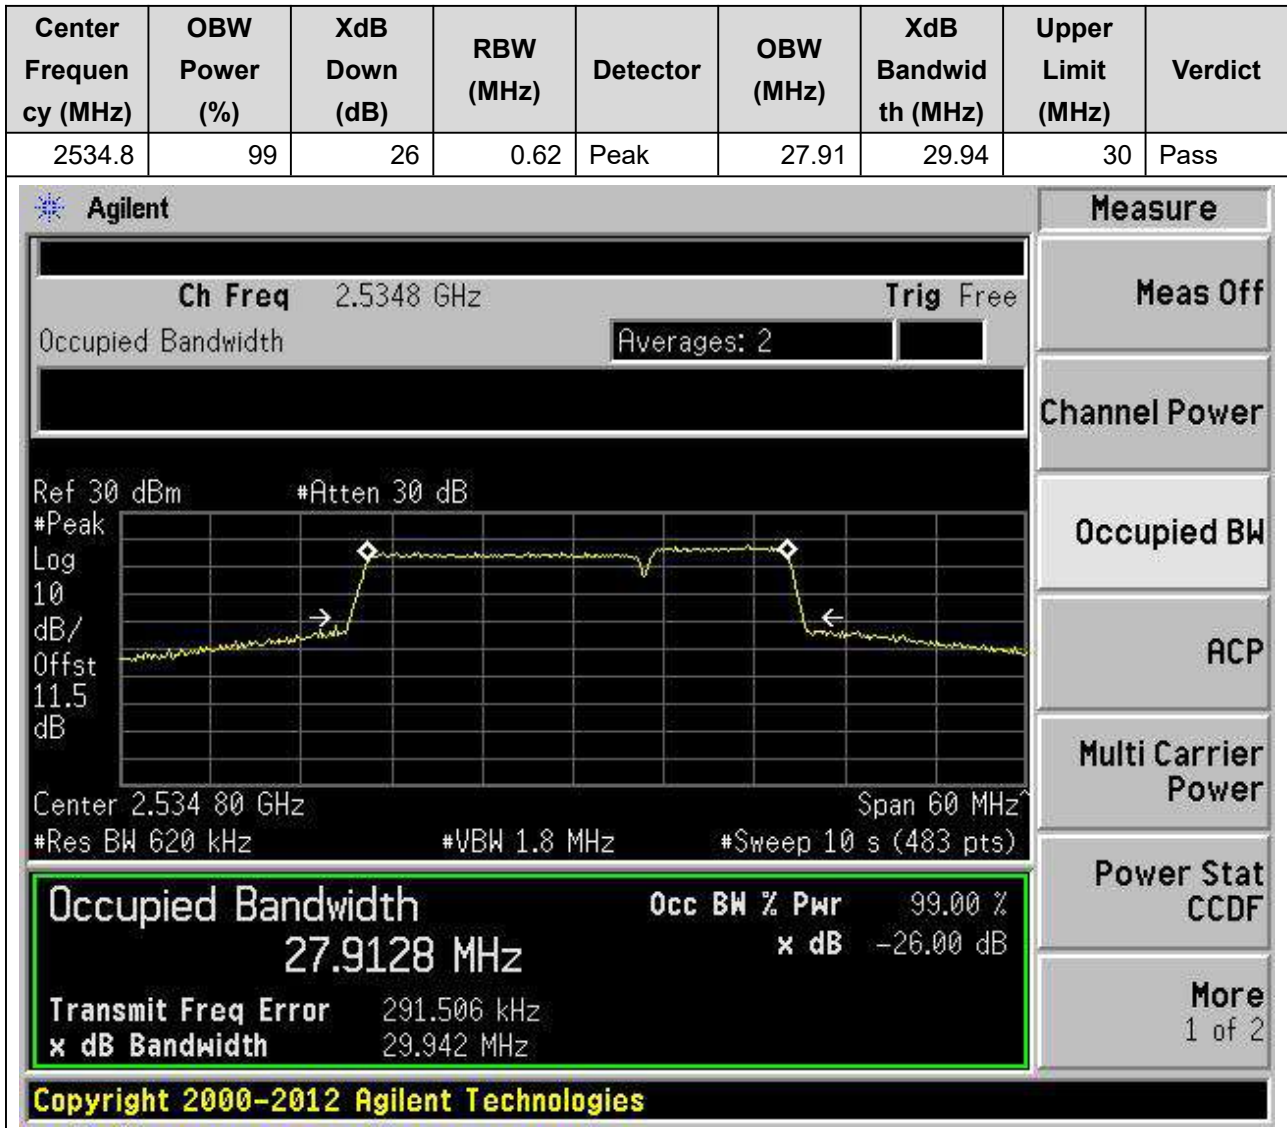 Center Frequen cy (MHz) OBW Power (%) XdB Down (dB) RBW (MHz) Detector OBW (MHz) XdB Bandwid th (MHz) Upper Limit (MHz) Verdict
2534.8 99 26 0.62 Peak 27.91 29.94 30 Pass
Agilent
Ch Freq 2.5348 GHz Trig Free
Occupied Bandwidth Averages: 2
Ref 30 dBm #Atten 30 dB
#Peak
Log
10
dB/
Offst
11.5
dB
Center 2.534 80 GHz Span 60 MHz^
#Res BW 620 kHz #VBW 1.8 MHz #Sweep 10 s (483 pts)
Occupied Bandwidth Occ BW % Pwr 99.00 %
27.9128 MHz x dB -26.00 dB
Transmit Freq Error 291.506 kHz
x dB Bandwidth 29.942 MHz
Copyright 2000-2012 Agilent Technologies
Measure
Meas Off
Channel Power
Occupied BW
ACP
Multi Carrier
Power
Power Stat
CCDF
More
1 of 2